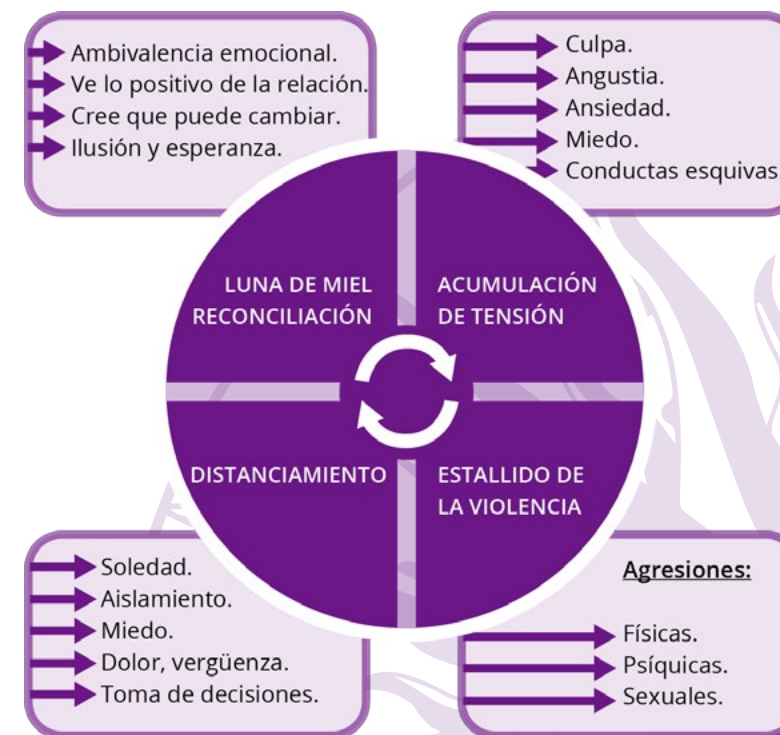 Ambivalencia emocional.
Ve lo positivo de la relación.
Cree que puede cambiar.
Ilusión y esperanza.
Culpa.
Angustia.
Ansiedad.
Miedo.
Conductas esquivas
LUNA DE MIEL
RECONCILIACIÓN
ACUMULACIÓN
DE TENSIÓN
DISTANCIAMIENTO
ESTALLIDO DE
LA VIOLENCIA
Soledad.
Aislamiento.
Miedo.
Dolor, vergüenza.
Toma de decisiones.
Agresiones:
Físicas.
Psíquicas.
Sexuales.